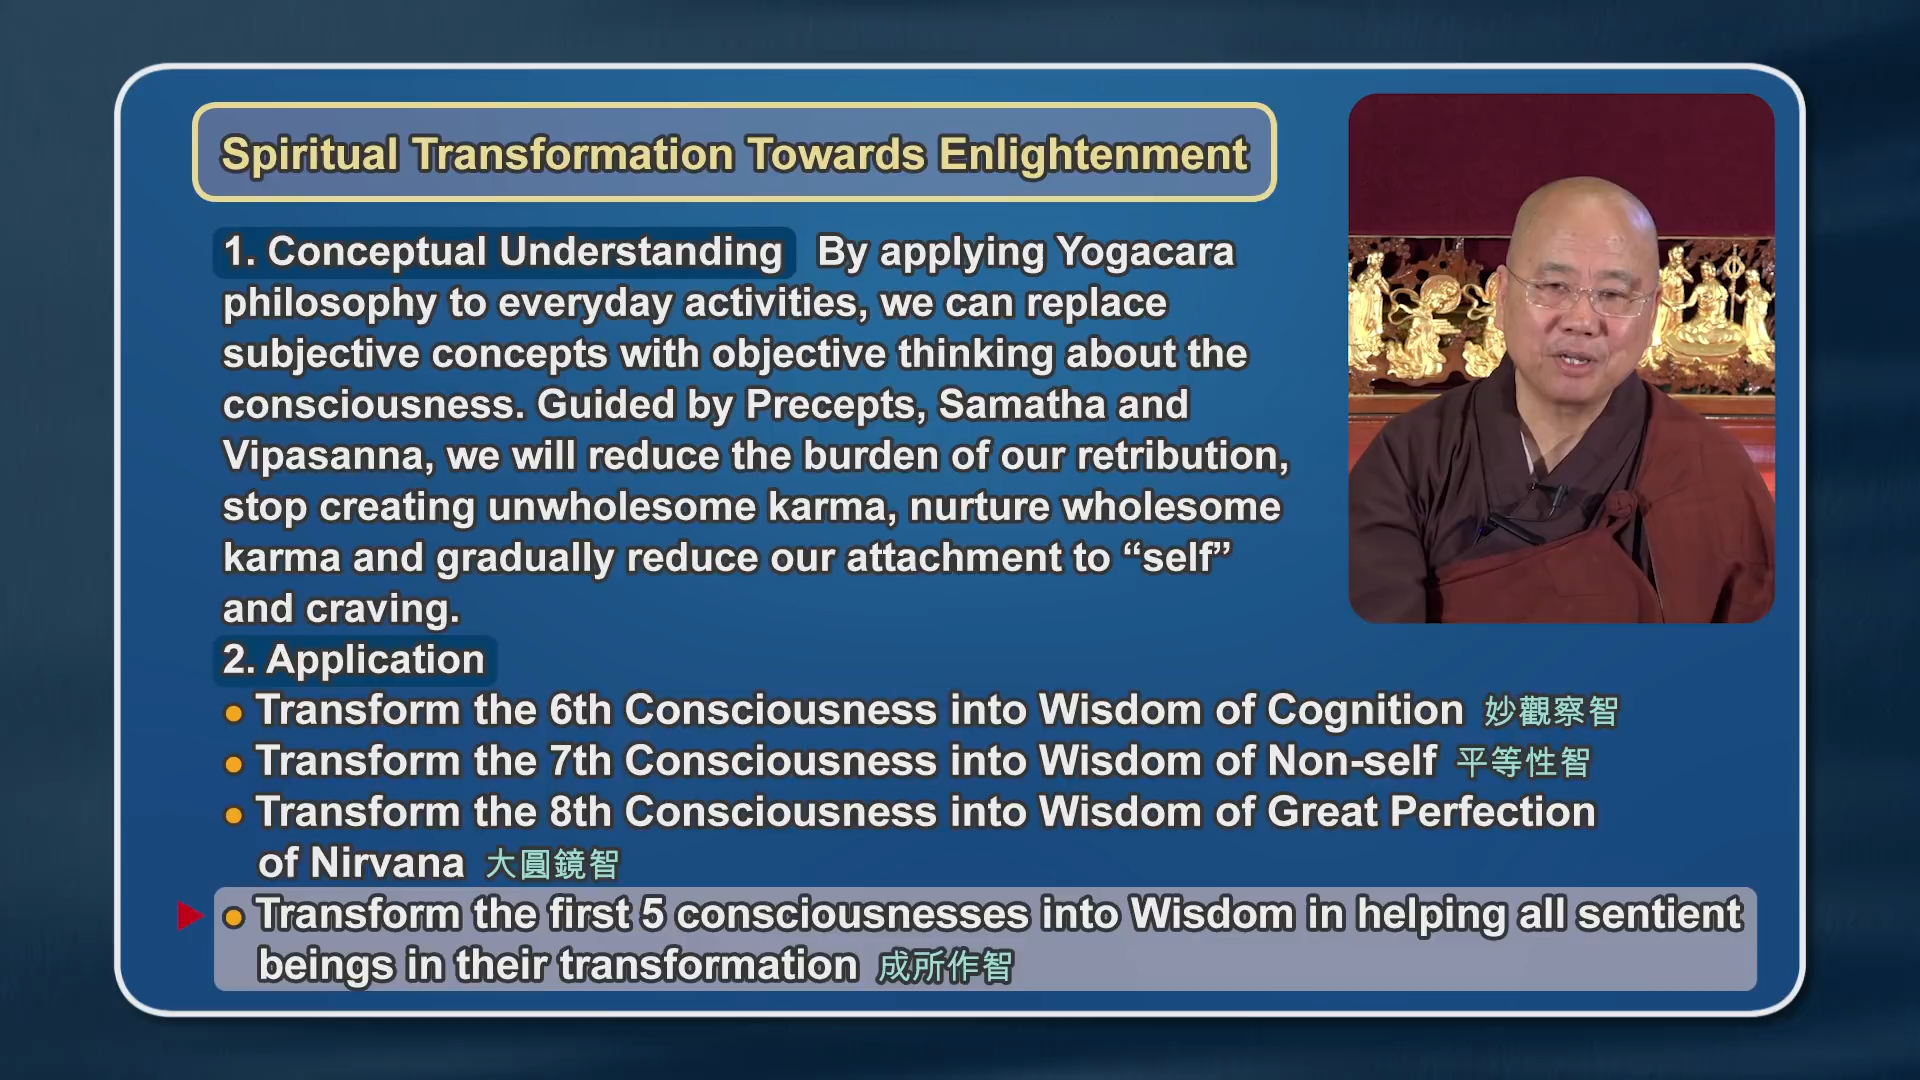 Spiritual Transformation Towards Enlightenment
1. Conceptual Understanding By applying Yogacara
philosophy to everyday activities, we can replace
subjective concepts with objective thinking about the
consciousness. Guided by Precepts, Samatha and
Vipasanna, we will reduce the burden of our retribution,
stop creating unwholesome karma, nurture wholesome
karma and gradually reduce our attachment to “self”
and craving.
2. Application
• Transform the 6th Consciousness into Wisdom of Cognition 妙觀察智
• Transform the 7th Consciousness into Wisdom of Non-self 平等性智
• Transform the 8th Consciousness into Wisdom of Great Perfection
of Nirvana 大圓鏡智
• Transform the first 5 consciousnesses into Wisdom in helping all sentient
beings in their transformation 成所作智